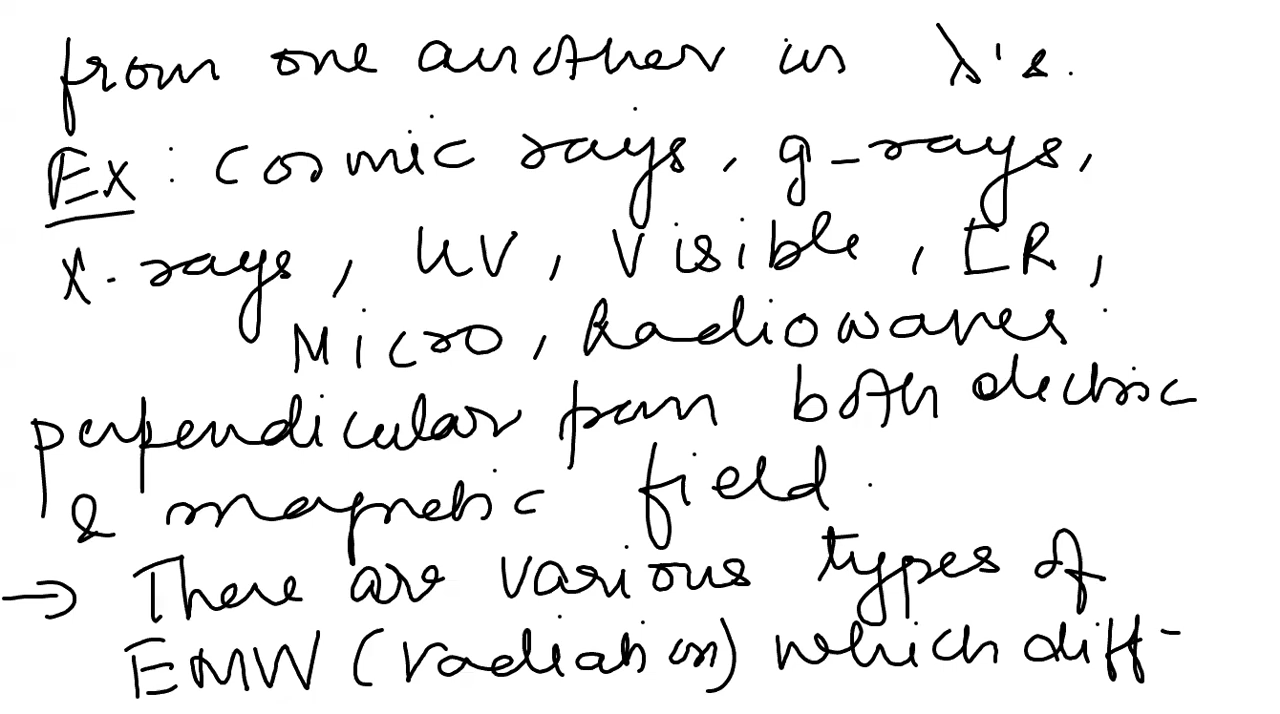 from one another in λ's.
Ex: Cosmic rays, g-rays,
X-rays, UV, Visible, IR,
Micro, Radiowaves
perpendicular from both electric
& magnetic field.
→ There are various types of
EMW (radiation) which diff-